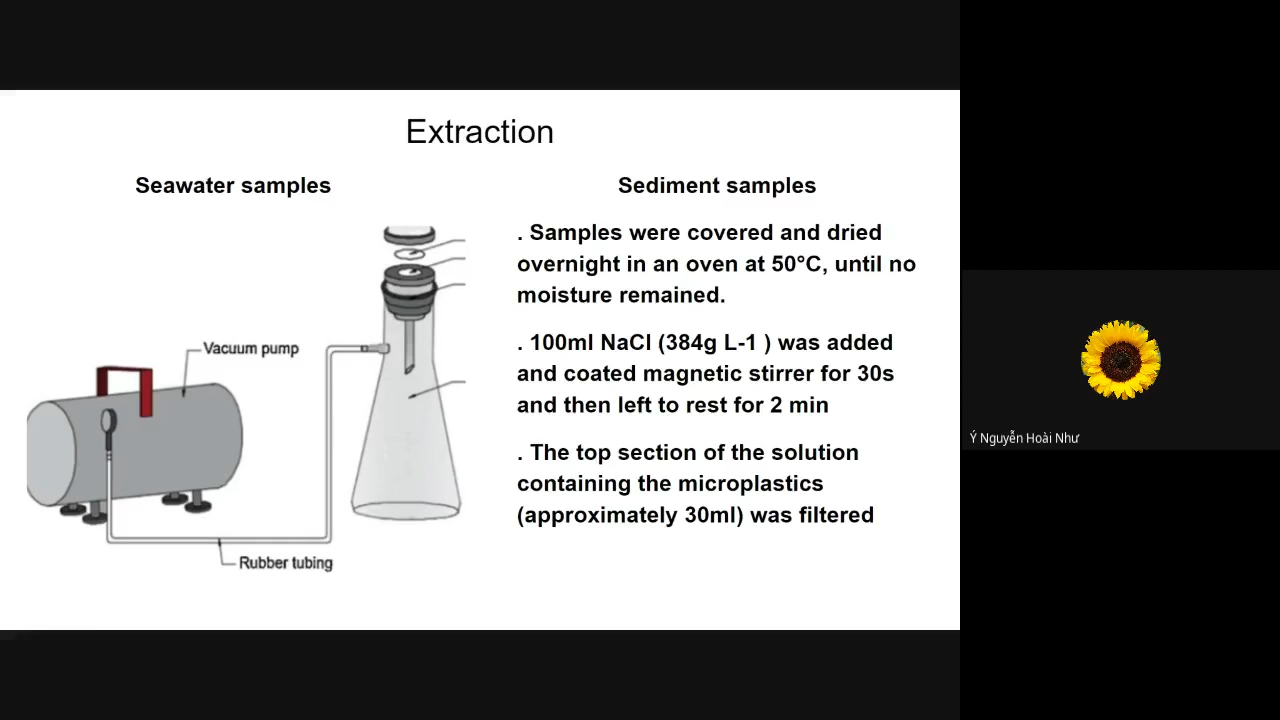 Extraction
Seawater samples
Vacuum pump
Rubber tubing
Sediment samples
. Samples were covered and dried
overnight in an oven at 50°C, until no
moisture remained.
. 100ml NaCl (384g L-1 ) was added
and coated magnetic stirrer for 30s
and then left to rest for 2 min
. The top section of the solution
containing the microplastics
(approximately 30ml) was filtered
Ý Nguyễn Hoài Như